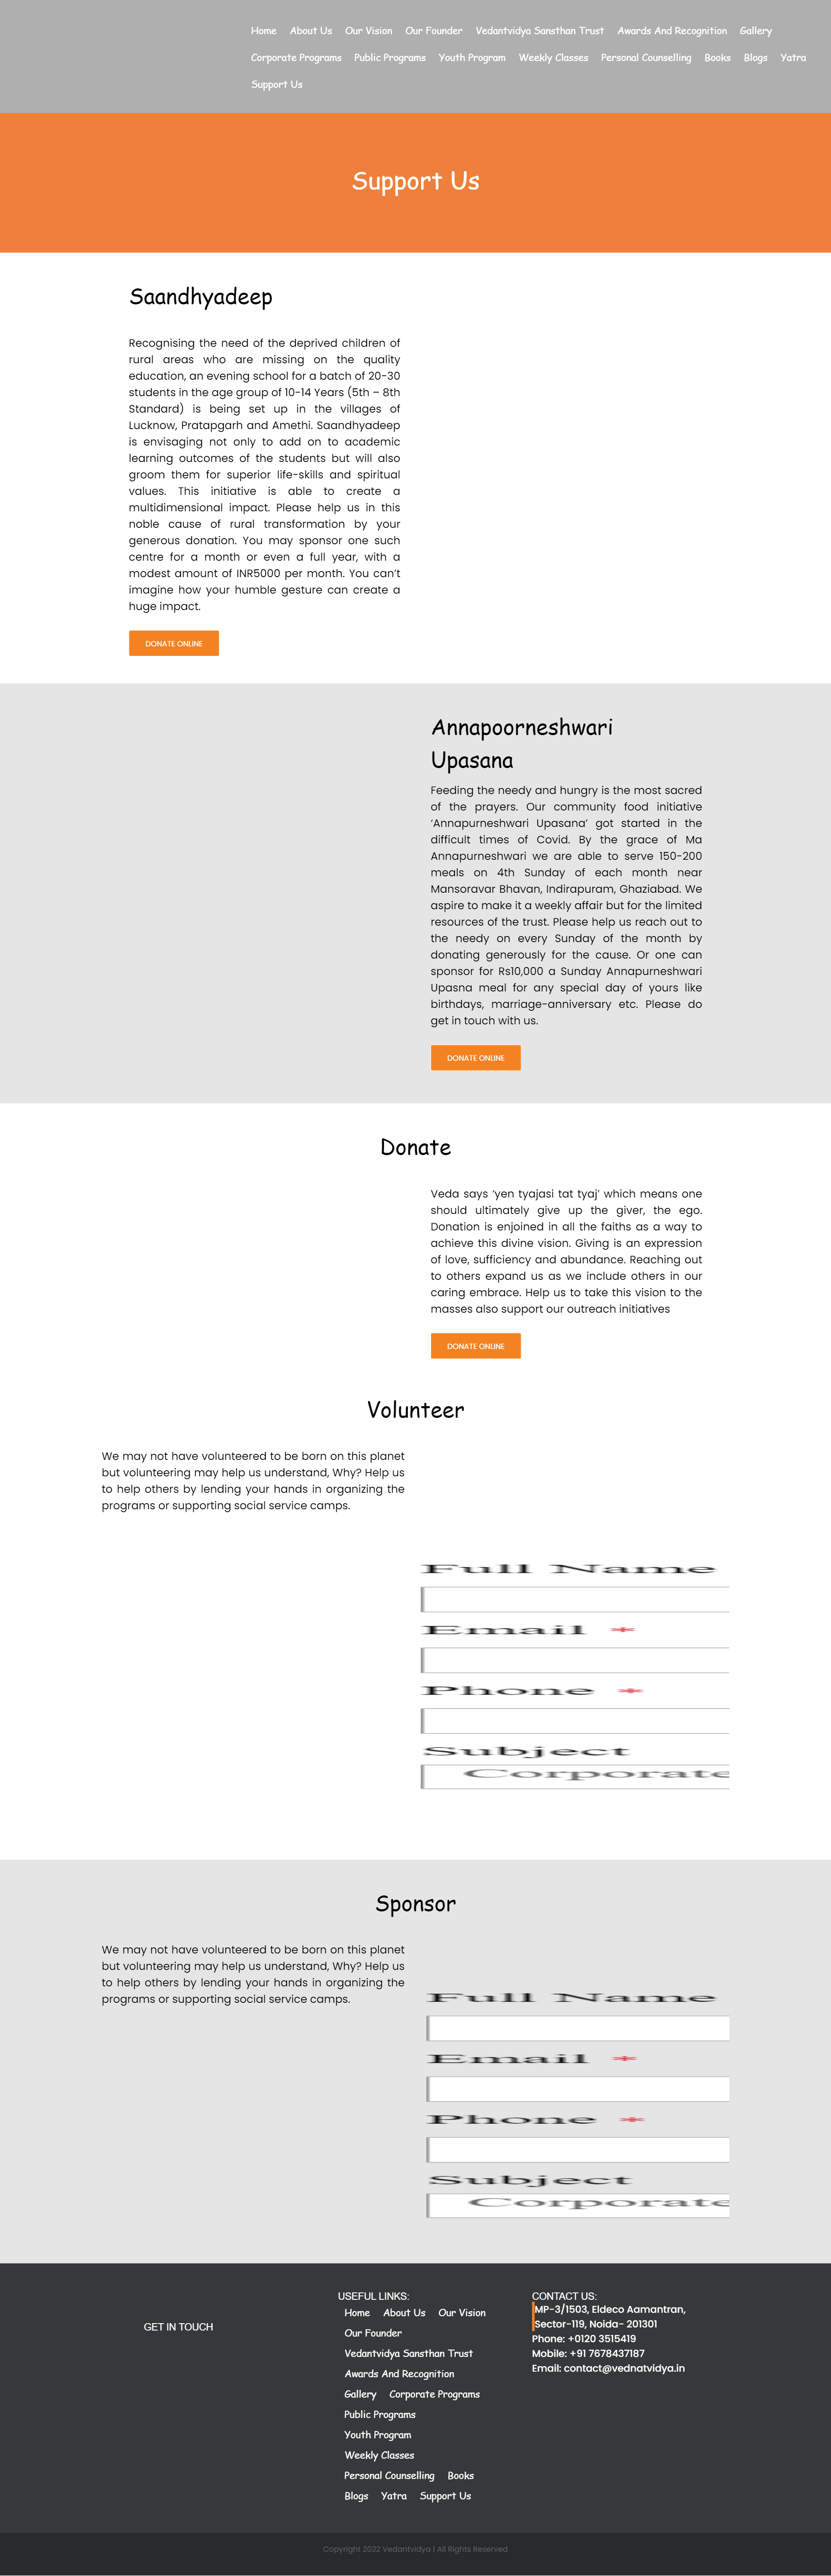 Home About Us Our Vision Our Founder Vedantvidya Sansthan Trust Awards And Recognition Gallery
Corporate Programs Public Programs Youth Program Weekly Classes Personal Counselling Books Blogs Yatra
Support Us
Support Us
Saandhyadeep
Recognising the need of the deprived children of
rural areas who are missing on the quality
education, an evening school for a batch of 20-30
students in the age group of 10-14 Years (5th – 8th
Standard) is being set up in the villages of
Lucknow, Pratapgarh and Amethi. Saandhyadeep
is envisaging not only to add on to academic
learning outcomes of the students but will also
groom them for superior life-skills and spiritual
values. This initiative is able to create a
multidimensional impact. Please help us in this
noble cause of rural transformation by your
generous donation. You may sponsor one such
centre for a month or even a full year, with a
modest amount of INR5000 per month. You can’t
imagine how your humble gesture can create a
huge impact.
DONATE ONLINE
Annapoorneshwari
Upasana
Feeding the needy and hungry is the most sacred
of the prayers. Our community food initiative
‘Annapurneshwari Upasana’ got started in the
difficult times of Covid. By the grace of Ma
Annapurneshwari we are able to serve 150-200
meals on 4th Sunday of each month near
Mansoravar Bhavan, Indirapuram, Ghaziabad. We
aspire to make it a weekly affair but for the limited
resources of the trust. Please help us reach out to
the needy on every Sunday of the month by
donating generously for the cause. Or one can
sponsor for Rs10,000 a Sunday Annapurneshwari
Upasna meal for any special day of yours like
birthdays, marriage-anniversary etc. Please do
get in touch with us.
DONATE ONLINE
Donate
Veda says ‘yen tyajasi tat tyaj’ which means one
should ultimately give up the giver, the ego.
Donation is enjoined in all the faiths as a way to
achieve this divine vision. Giving is an expression
of love, sufficiency and abundance. Reaching out
to others expand us as we include others in our
caring embrace. Help us to take this vision to the
masses also support our outreach initiatives
DONATE ONLINE
Volunteer
We may not have volunteered to be born on this planet
but volunteering may help us understand, Why? Help us
to help others by lending your hands in organizing the
programs or supporting social service camps.
Full Name
Email *
Phone *
Subject
Corporate
Sponsor
We may not have volunteered to be born on this planet
but volunteering may help us understand, Why? Help us
to help others by lending your hands in organizing the
programs or supporting social service camps.
Full Name
Email *
Phone *
Subject
Corporate
GET IN TOUCH
USEFUL LINKS:
Home About Us Our Vision
Our Founder
Vedantvidya Sansthan Trust
Awards And Recognition
Gallery Corporate Programs
Public Programs
Youth Program
Weekly Classes
Personal Counselling Books
Blogs Yatra Support Us
CONTACT US:
MP-3/1503, Eldeco Aamantran,
Sector-119, Noida- 201301
Phone: +0120 3515419
Mobile: +91 7678437187
Email: contact@vednatvidya.in
Copyright 2022 Vedantvidya | All Rights Reserved